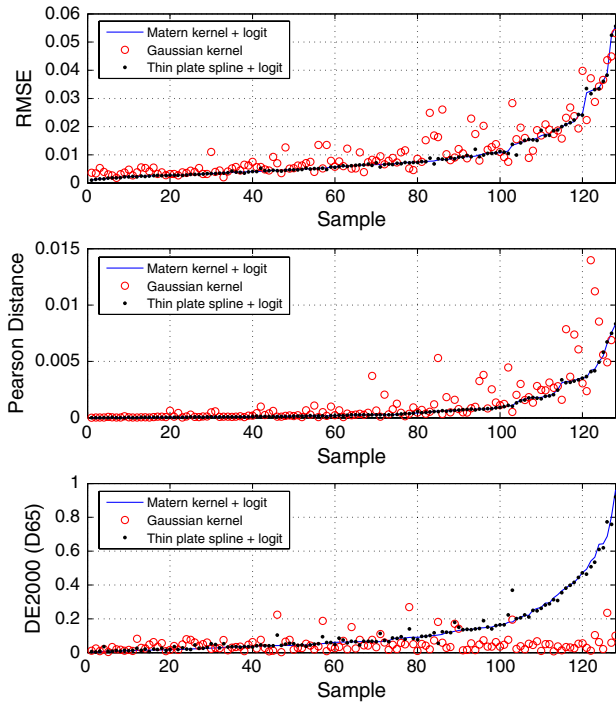 0.06
0.05
0.04
0.03
0.02
0.01
0
RMSE
Matern kernel + logit
Gaussian kernel
Thin plate spline + logit
0 20 40 60 80 100 120
Sample
0.015
0.01
0.005
0
Pearson Distance
Matern kernel + logit
Gaussian kernel
Thin plate spline + logit
0 20 40 60 80 100 120
Sample
1
0.8
0.6
0.4
0.2
0
DE2000 (D65)
Matern kernel + logit
Gaussian kernel
Thin plate spline + logit
0 20 40 60 80 100 120
Sample